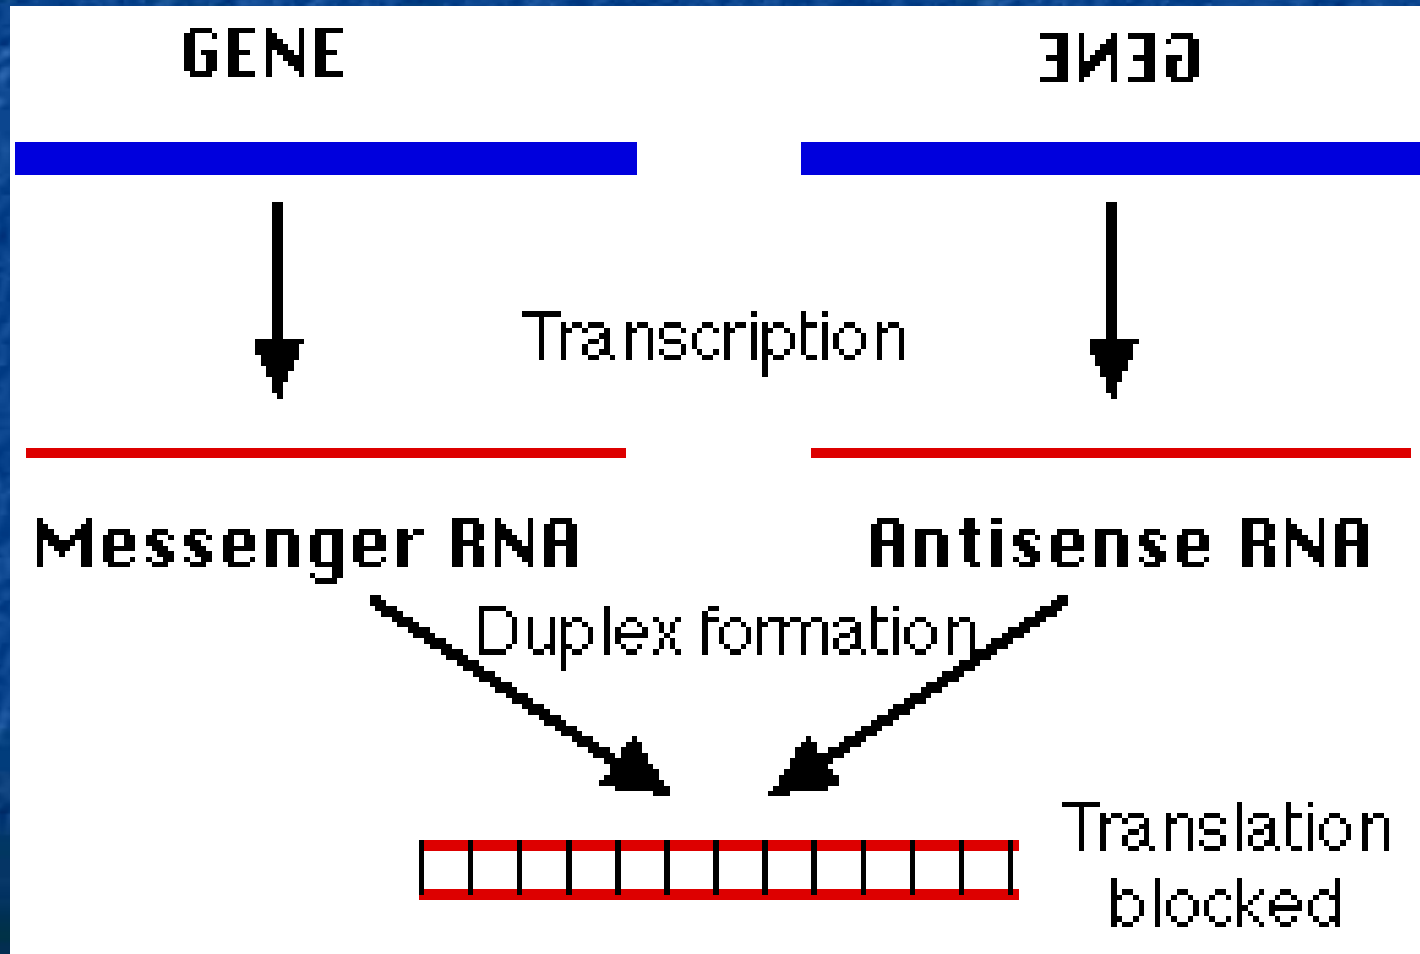 GENE
GENE
Transcription
Messenger RNA
Antisense RNA
Duplex formation
Translation
blocked